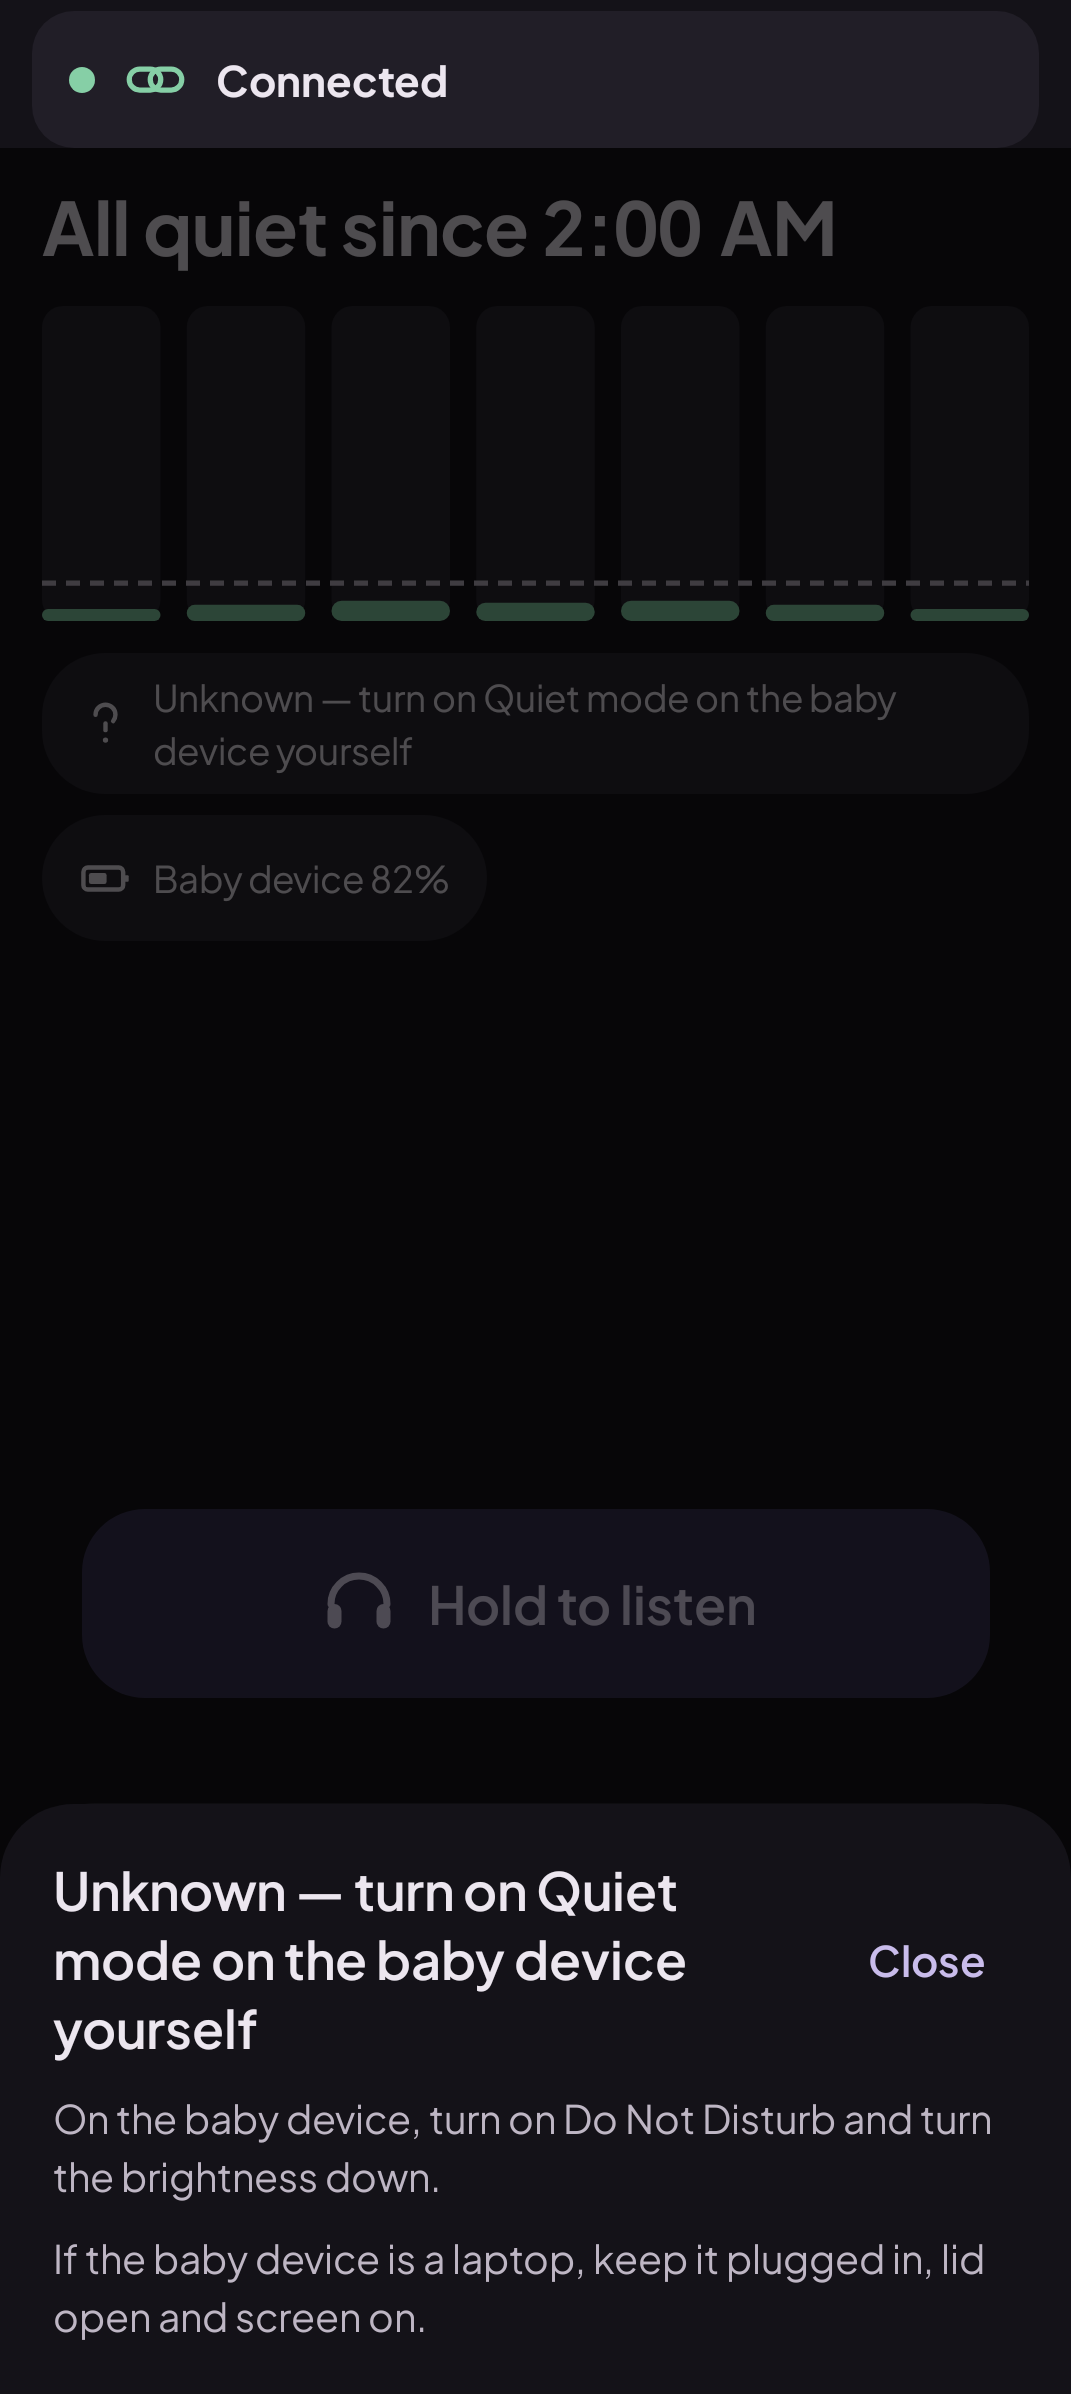 Connected
All quiet since 2:00 AM
Unknown — turn on Quiet mode on the baby
device yourself
Baby device 82%
Hold to listen
Unknown — turn on Quiet
mode on the baby device
yourself
Close
On the baby device, turn on Do Not Disturb and turn
the brightness down.
If the baby device is a laptop, keep it plugged in, lid
open and screen on.